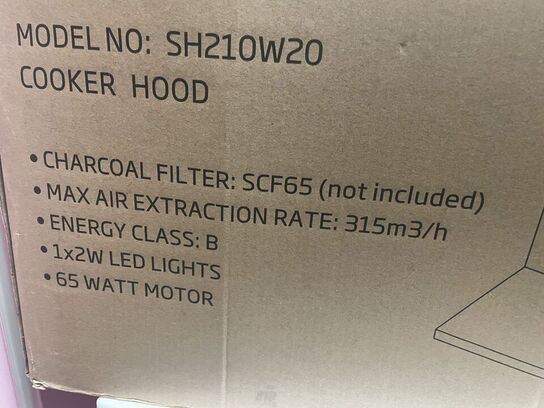 MODEL NO: SH210W20
COOKER HOOD
• CHARCOAL FILTER: SCF65 (not included)
• MAX AIR EXTRACTION RATE: 315m3/h
• ENERGY CLASS: B
• 1x2W LED LIGHTS
• 65 WATT MOTOR